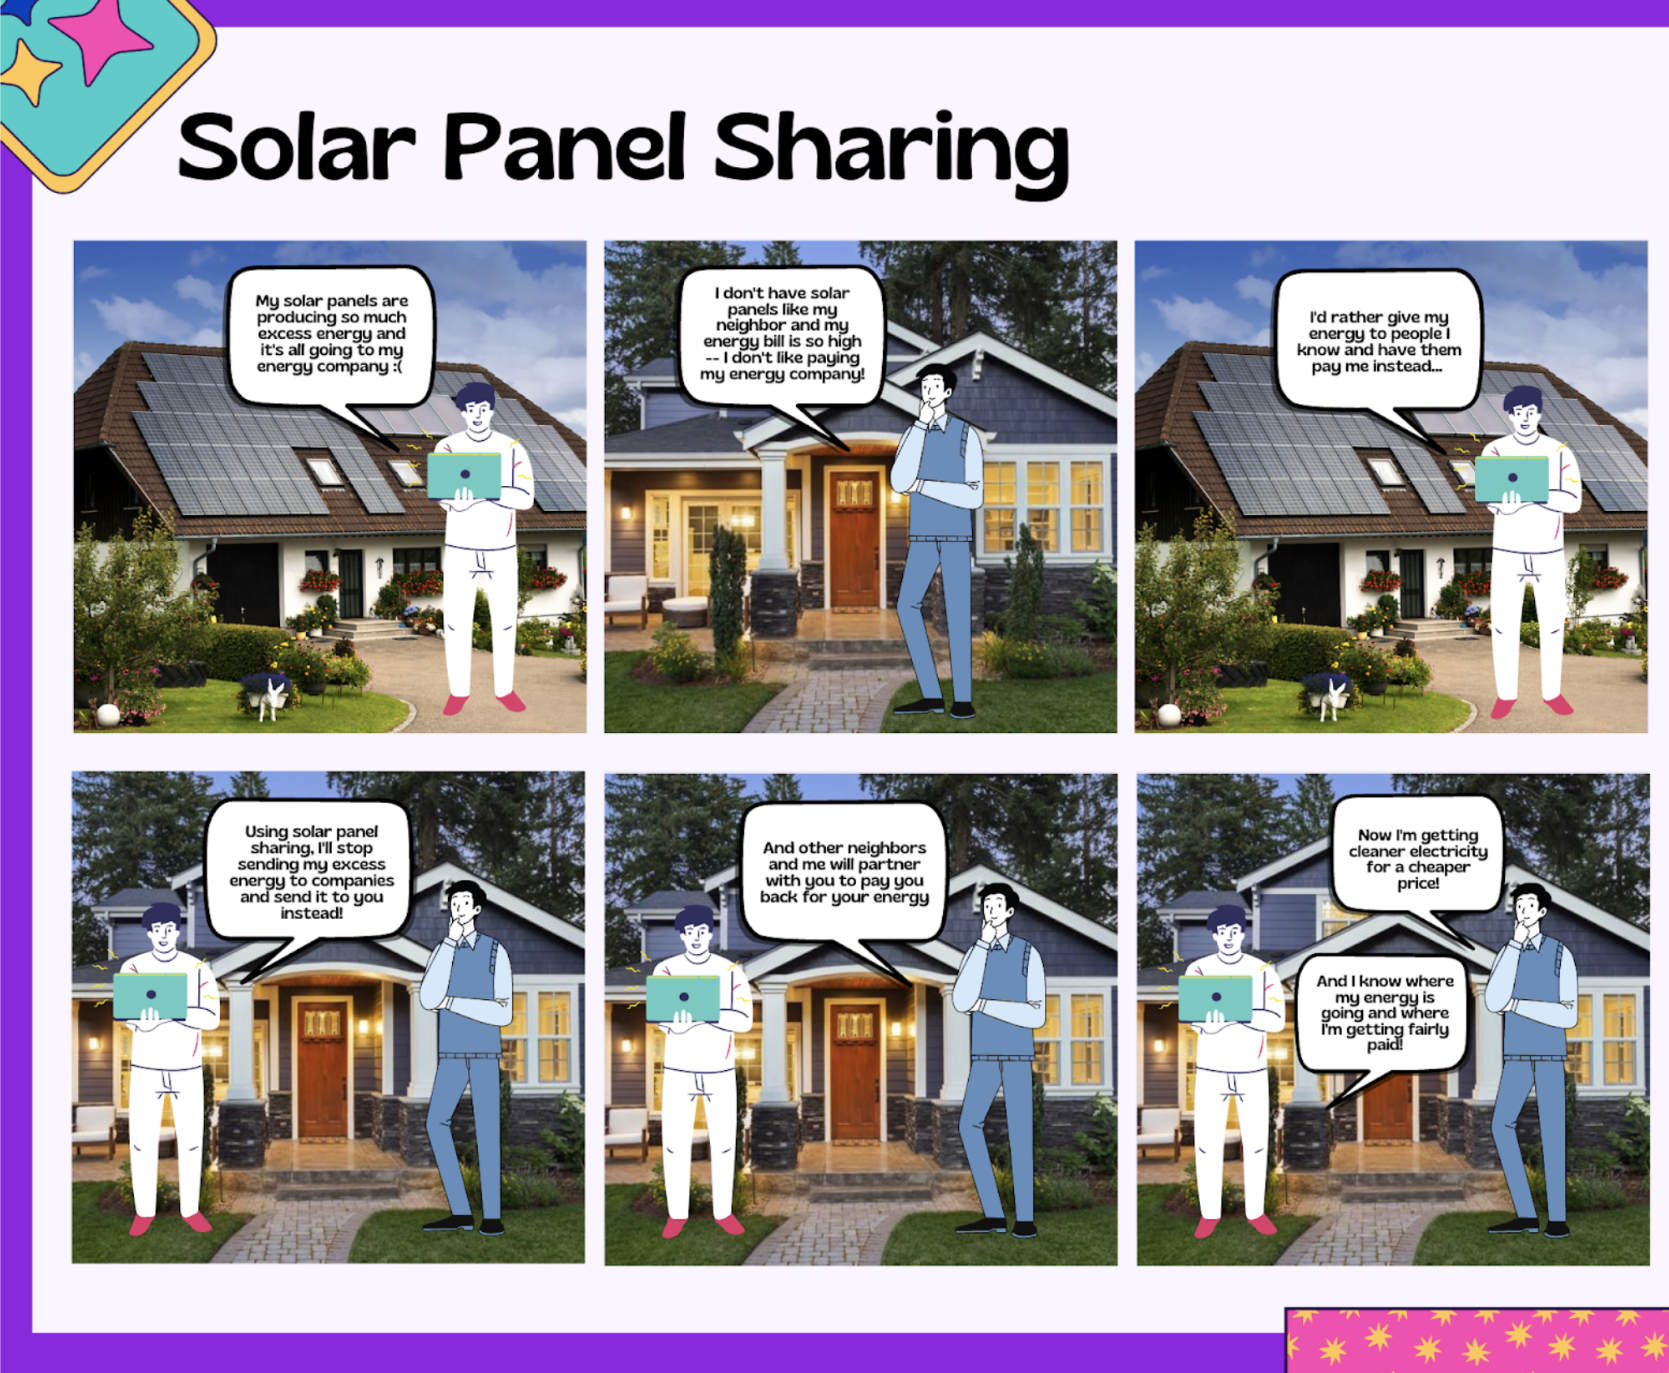 Solar Panel Sharing
My solar panels are
producing so much
excess energy and
it's all going to my
energy company :(
I don't have solar
panels like my
neighbor and my
energy bill is so high
-- I don't like paying
my energy company!
I'd rather give my
energy to people I
know and have them
pay me instead...
Using solar panel
sharing, I'll stop
sending my excess
energy to companies
and send it to you
instead!
And other neighbors
and me will partner
with you to pay you
back for your energy
Now I'm getting
cleaner electricity
for a cheaper
price!
And I know where
my energy is
going and where
I'm getting fairly
paid!